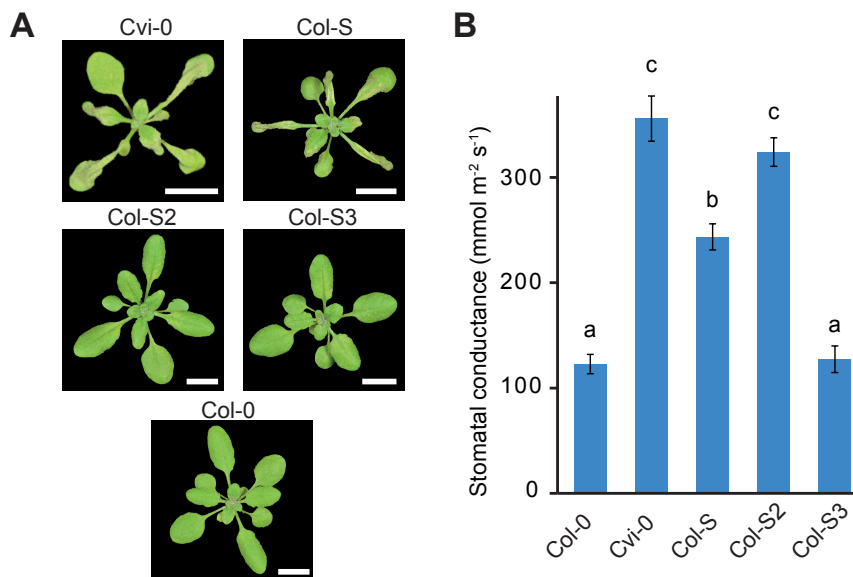 A
Cvi-0
Col-S
Col-S2
Col-S3
Col-0
B
Stomatal conductance (mmol m⁻² s⁻¹)
300
200
100
0
a
c
b
c
a
Col-0
Cvi-0
Col-S
Col-S2
Col-S3